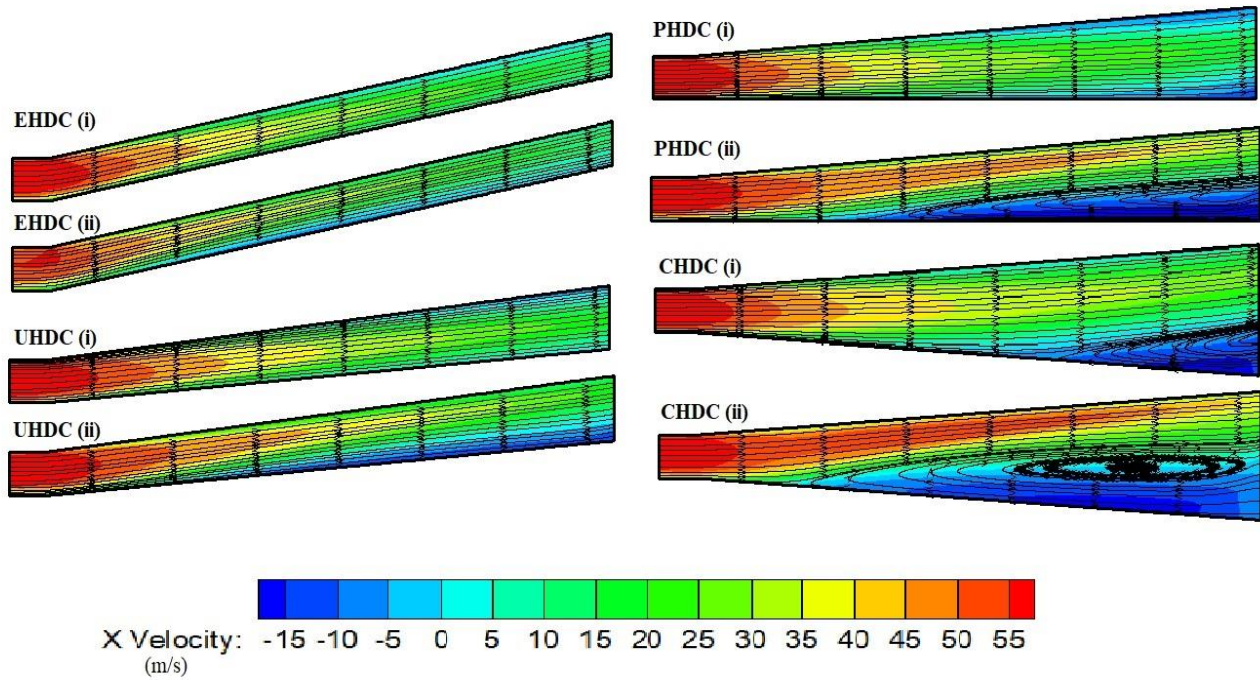 PHDC (i)
EHDC (i)
PHDC (ii)
EHDC (ii)
CHDC (i)
UHDC (i)
CHDC (ii)
UHDC (ii)
X Velocity: -15 -10 -5 0 5 10 15 20 25 30 35 40 45 50 55
(m/s)